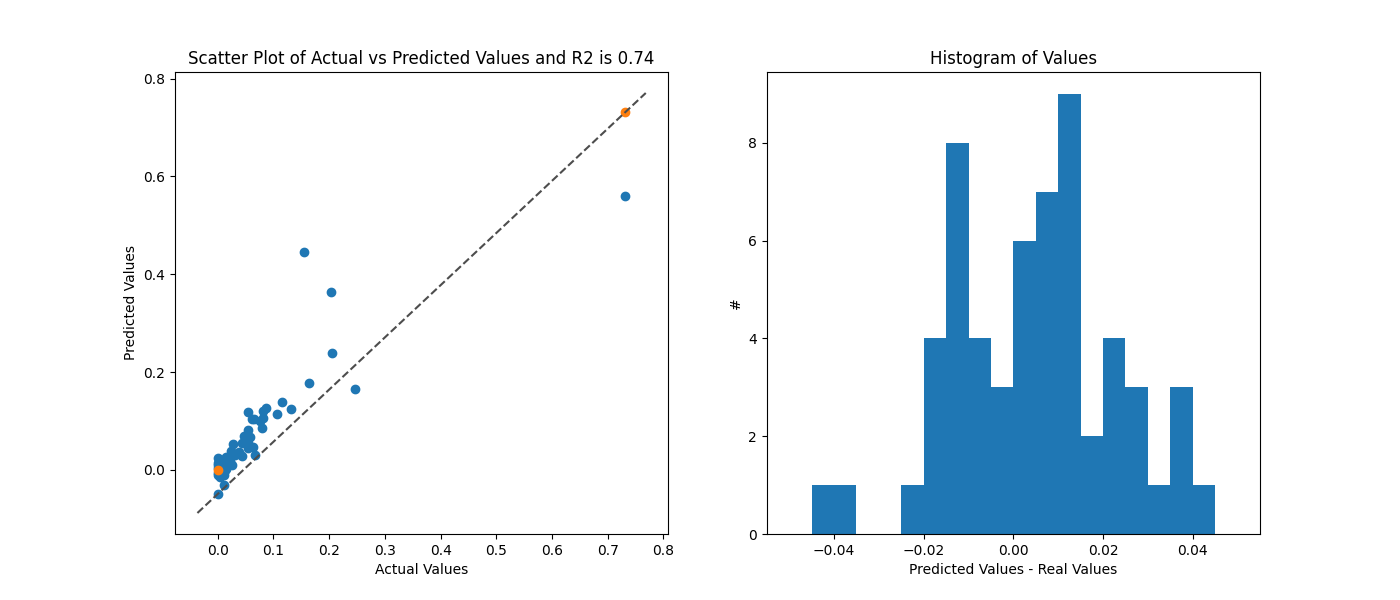 Scatter Plot of Actual vs Predicted Values and R2 is 0.74
0.8
0.6
0.4
0.2
0.0
Predicted Values
0.0 0.1 0.2 0.3 0.4 0.5 0.6 0.7 0.8
Actual Values
Histogram of Values
8
6
4
2
0
#
−0.04 −0.02 0.00 0.02 0.04
Predicted Values - Real Values